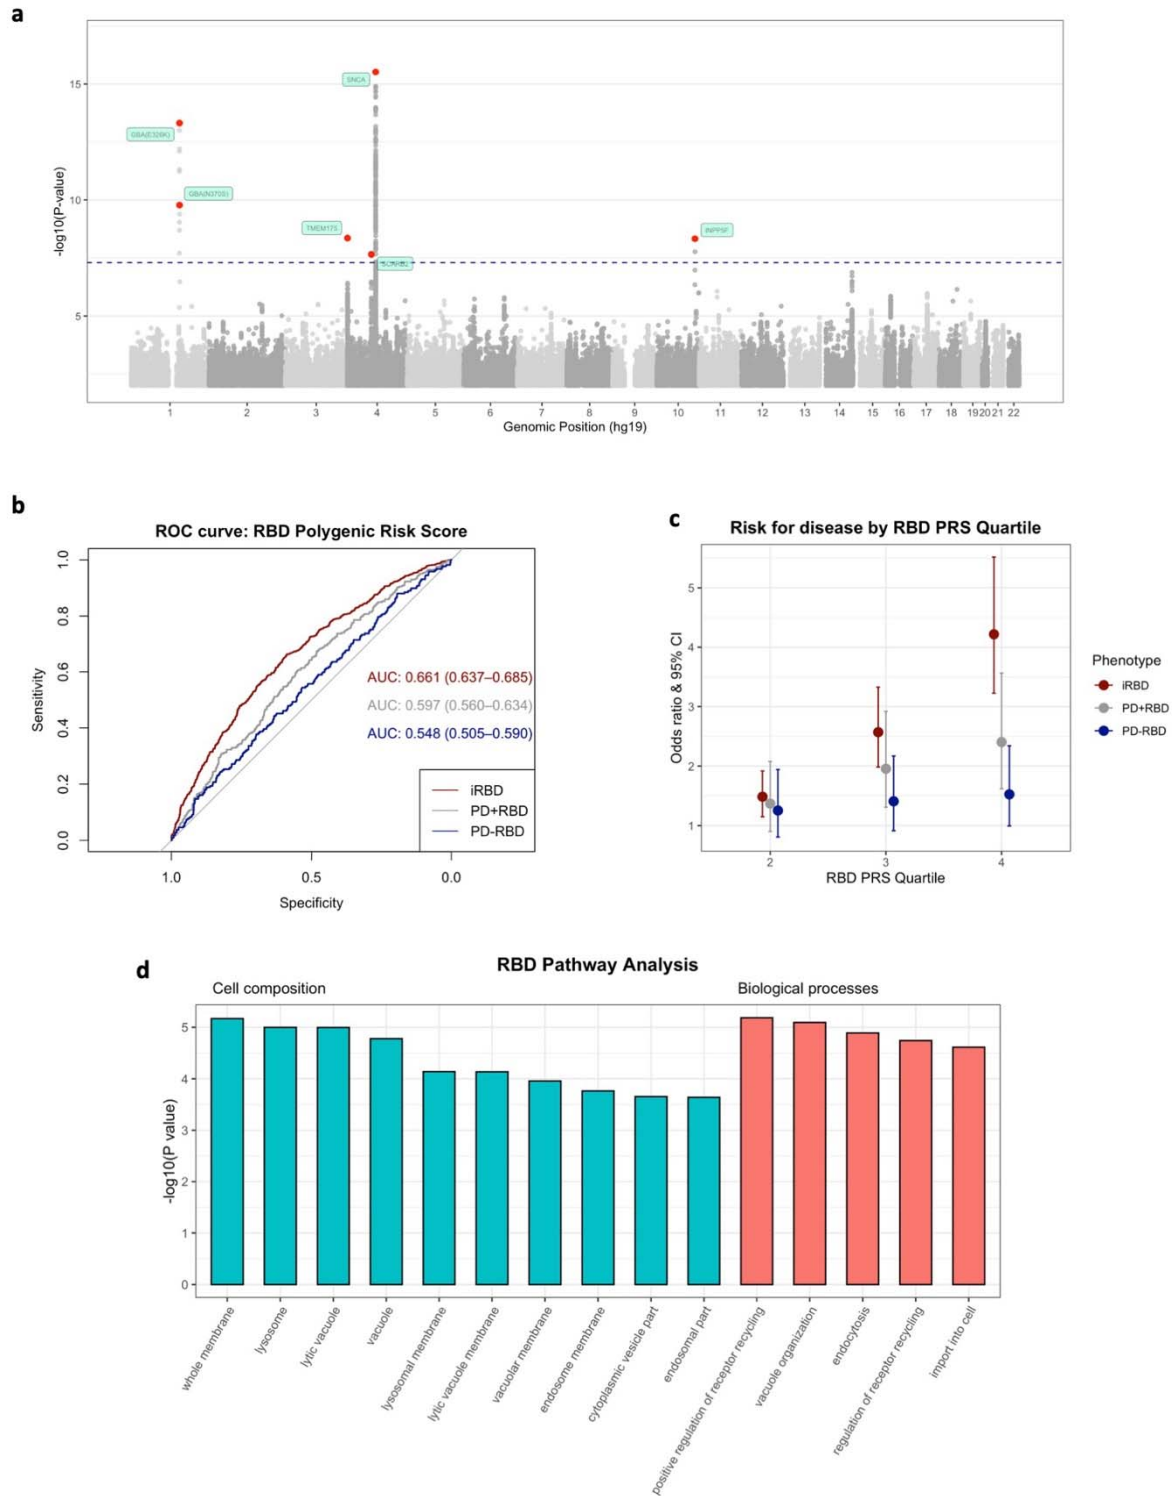 a
-log10(P-value)
15
10
5
SNCA
GBA(E326K)
GBA(N370S)
TMEM175
SCARB2
INPP5F
1 2 3 4 5 6 7 8 9 10 11 12 13 14 15 16 17 18 19 20 21 22
Genomic Position (hg19)
b
ROC curve: RBD Polygenic Risk Score
Sensitivity
1.0
0.8
0.6
0.4
0.2
0.0
AUC: 0.661 (0.637–0.685)
AUC: 0.597 (0.560–0.634)
AUC: 0.548 (0.505–0.590)
iRBD
PD+RBD
PD-RBD
1.0 0.5 0.0
Specificity
c
Risk for disease by RBD PRS Quartile
Odds ratio & 95% CI
5
4
3
2
1
2 3 4
RBD PRS Quartile
Phenotype
iRBD
PD+RBD
PD-RBD
d
RBD Pathway Analysis
Cell composition
Biological processes
-log10(P value)
5
4
3
2
1
0
whole membrane
lysosome
lytic vacuole
vacuole
lysosomal membrane
lytic vacuole membrane
vacuolar membrane
endosome membrane
cytoplasmic vesicle part
endosomal part
positive regulation of receptor recycling
vacuole organization
endocytosis
regulation of receptor recycling
import into cell